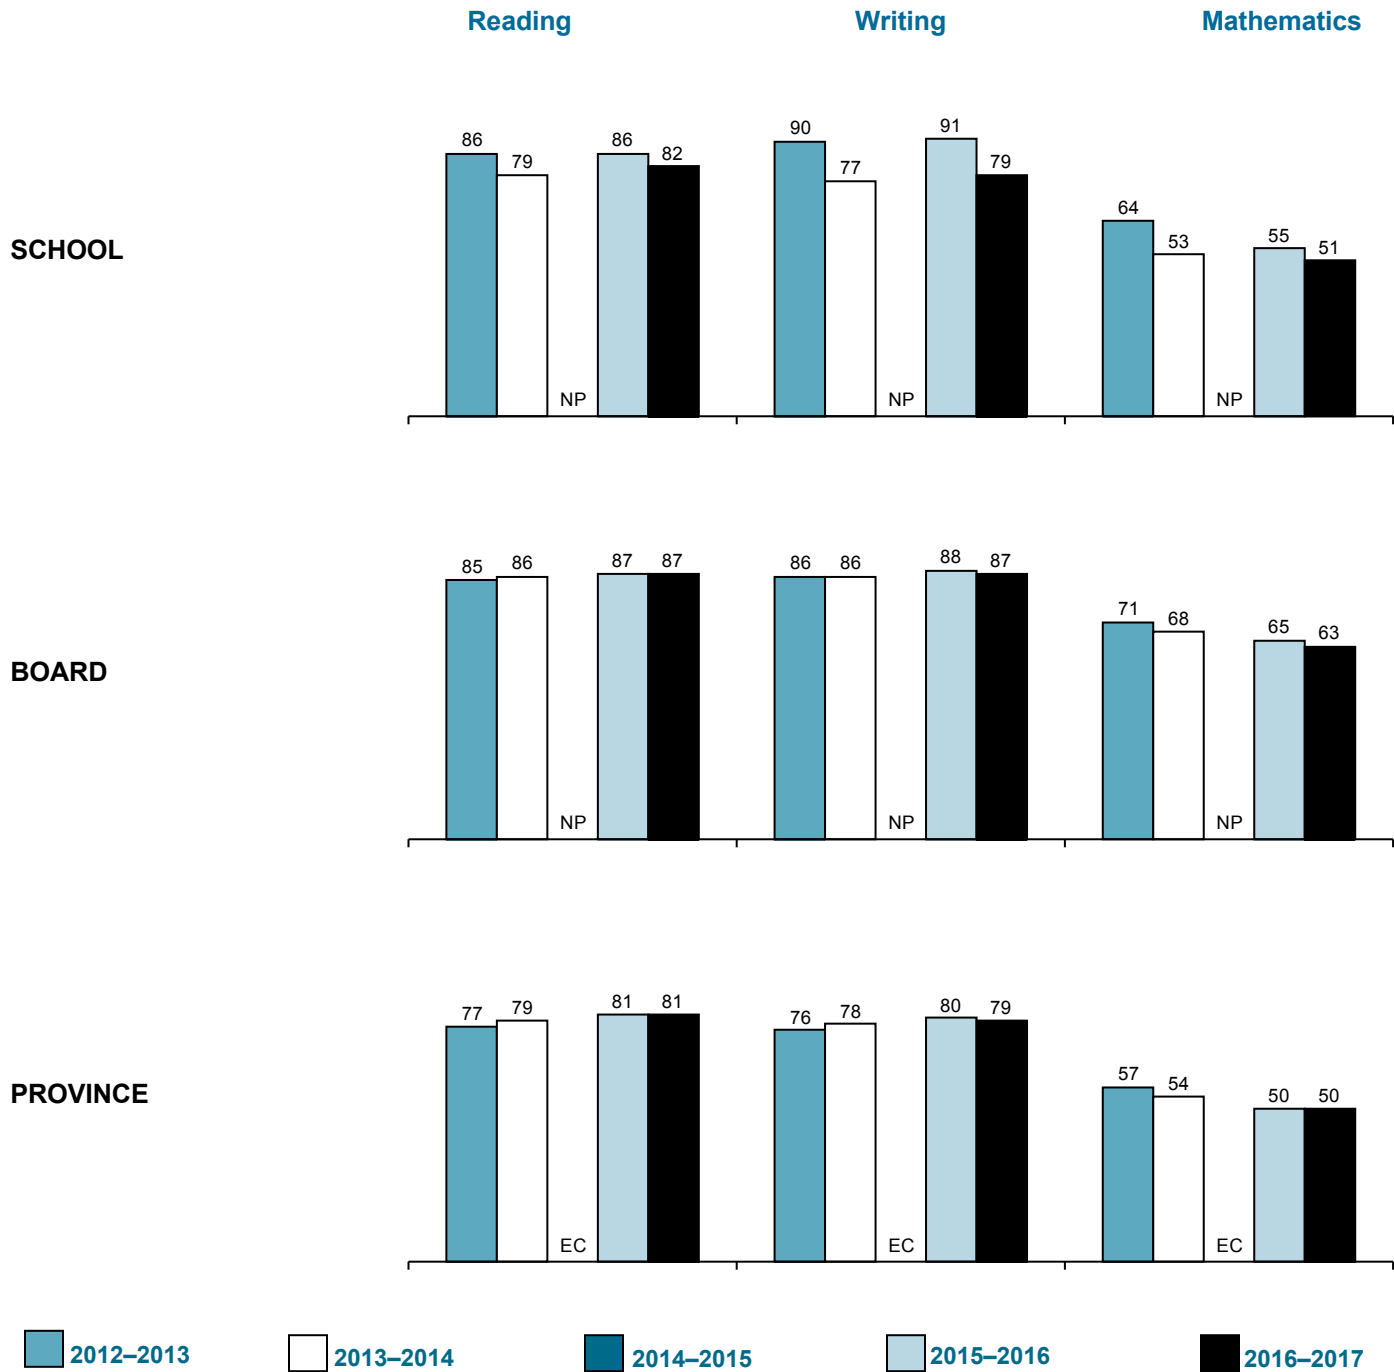 Reading Writing Mathematics
SCHOOL
86 79 NP 86 82 90 77 NP 91 79 64 53 NP 55 51
BOARD
85 86 NP 87 87 86 86 NP 88 87 71 68 NP 65 63
PROVINCE
77 79 EC 81 81 76 78 EC 80 79 57 54 EC 50 50
2012–2013 2013–2014 2014–2015 2015–2016 2016–2017